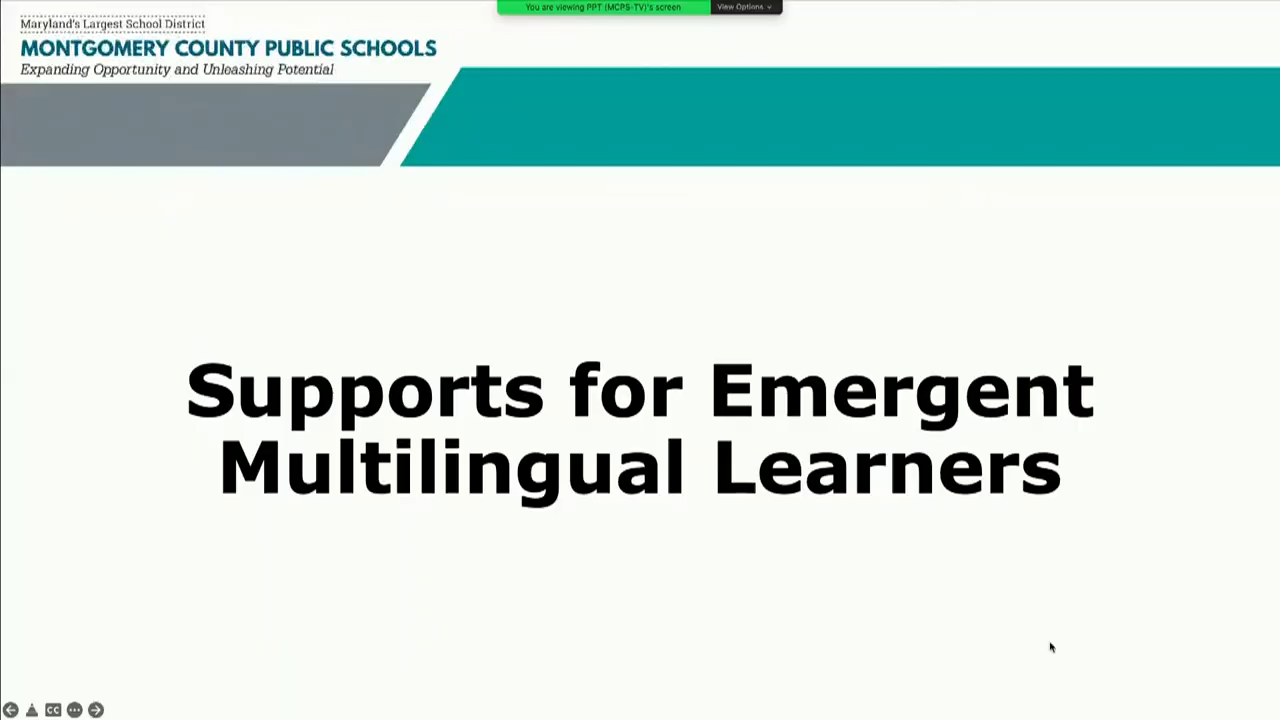 You are viewing PPT (MCPS-TV)'s screen
View Options
Maryland's Largest School District
MONTGOMERY COUNTY PUBLIC SCHOOLS
Expanding Opportunity and Unleashing Potential
Supports for Emergent
Multilingual Learners
CC